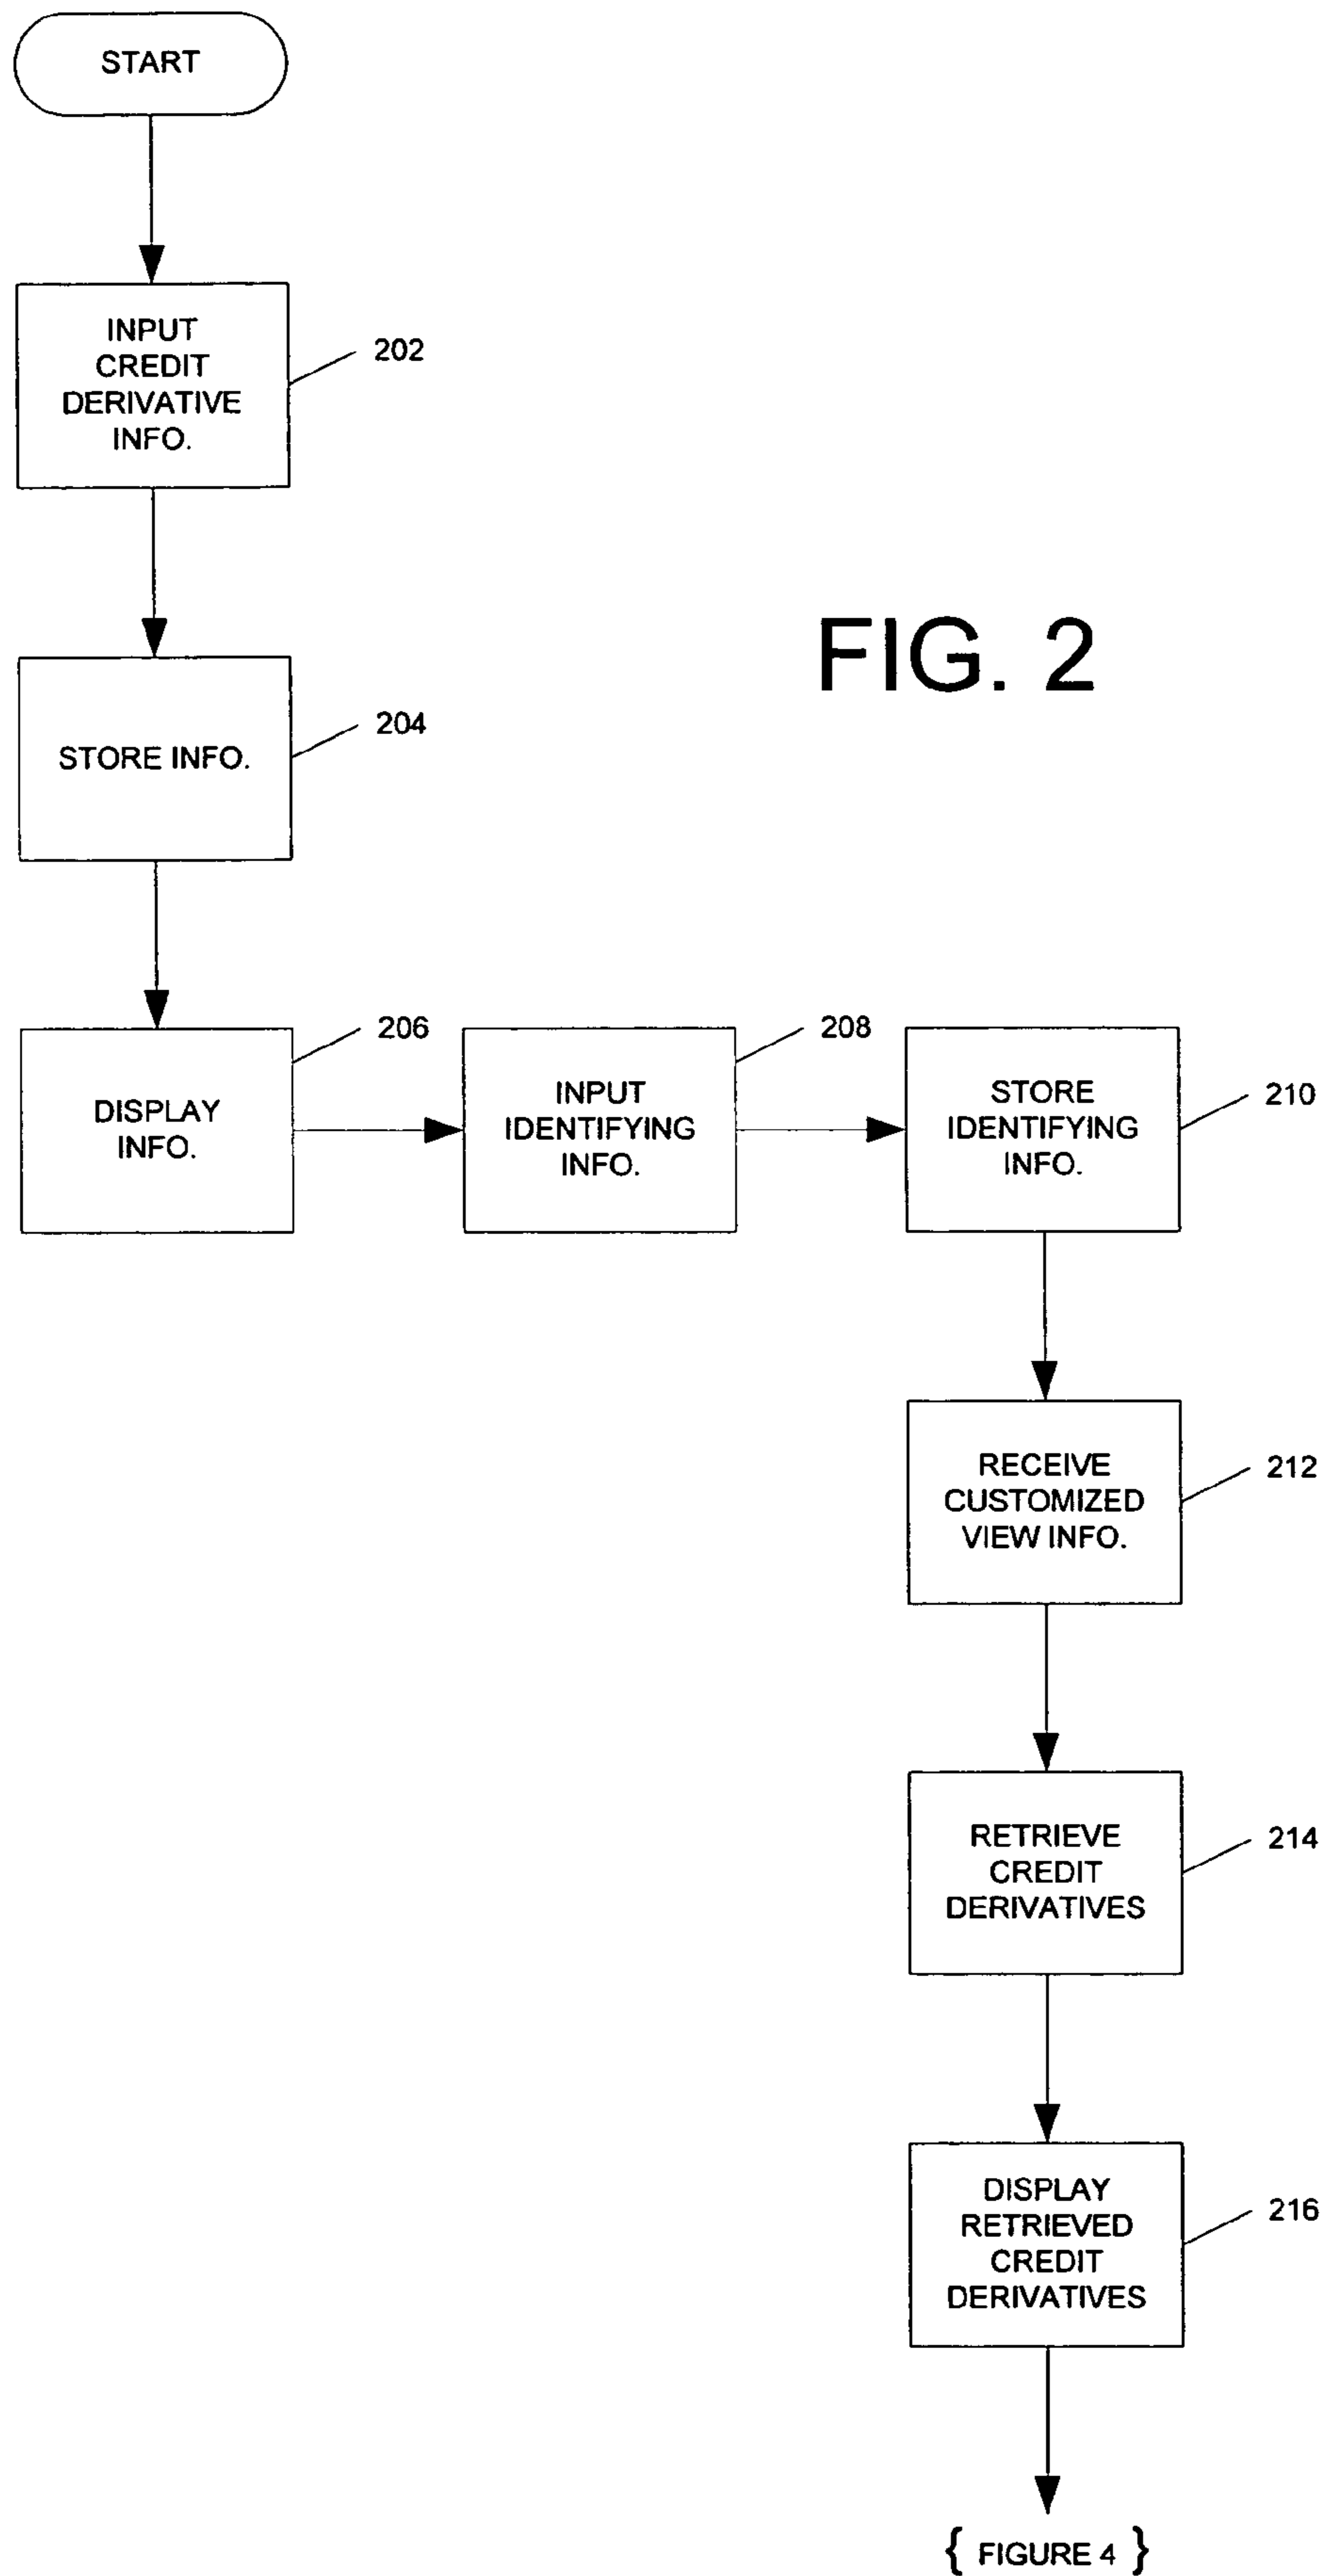 START
INPUT
CREDIT
DERIVATIVE
INFO.
202
FIG. 2
STORE INFO.
204
DISPLAY
INFO.
206
INPUT
IDENTIFYING
INFO.
208
STORE
IDENTIFYING
INFO.
210
RECEIVE
CUSTOMIZED
VIEW INFO.
212
RETRIEVE
CREDIT
DERIVATIVES
214
DISPLAY
RETRIEVED
CREDIT
DERIVATIVES
216
{ FIGURE 4 }